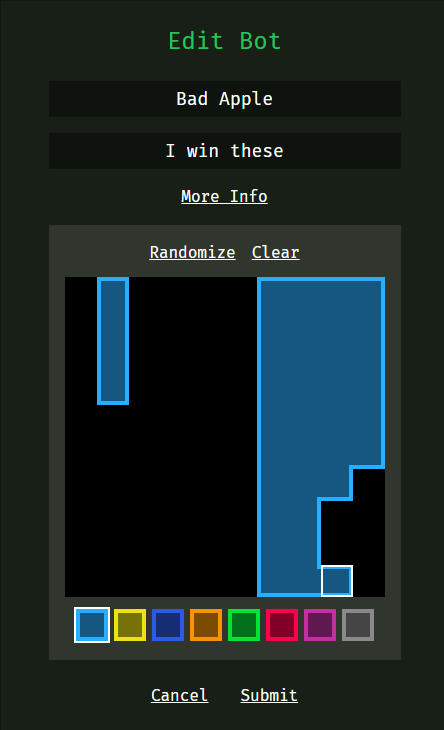 Edit Bot
Bad Apple
I win these
More Info
Randomize Clear
Cancel Submit